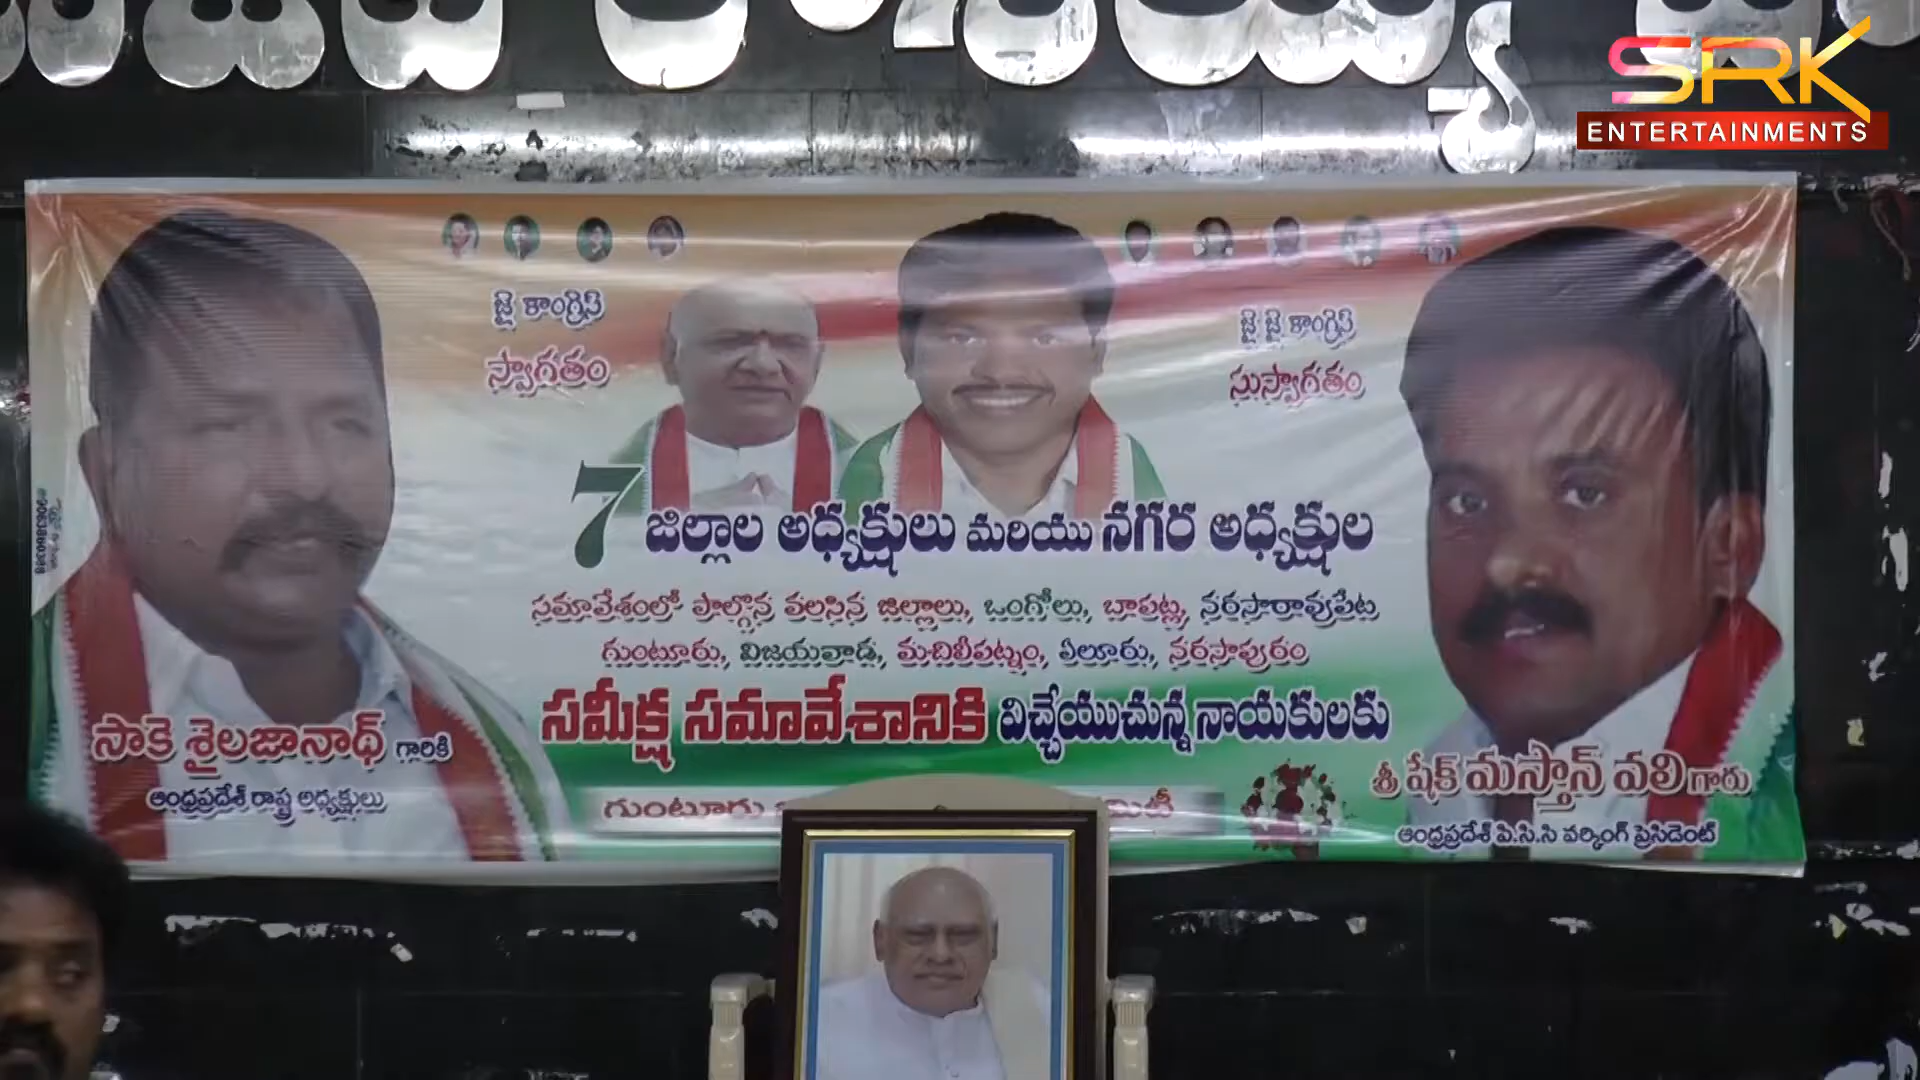 SRK
ENTERTAINMENTS
జై కాంగ్రెస్
స్వాగతం
జై జై కాంగ్రెస్
సుస్వాగతం
7 జిల్లాల అధ్యక్షులు మరియు నగర అధ్యక్షుల
సమావేశంలో పాల్గొన వలసిన జిల్లాలు, ఒంగోలు, బాపట్ల, నరసారావుపేట
గుంటూరు, విజయవాడ, మచిలీపట్నం, ఏలూరు, నరసాపురం
సమీక్ష సమావేశానికి విచ్చేయుచున్న నాయకులకు
సాకె శైలజానాథ్ గారికి
ఆంధ్రప్రదేశ్ రాష్ట్ర అధ్యక్షులు
శ్రీ షేక్ మస్తాన్ వలి గారు
ఆంధ్రప్రదేశ్ పి.సి.సి వర్కింగ్ ప్రెసిడెంట్
గుంటూరు